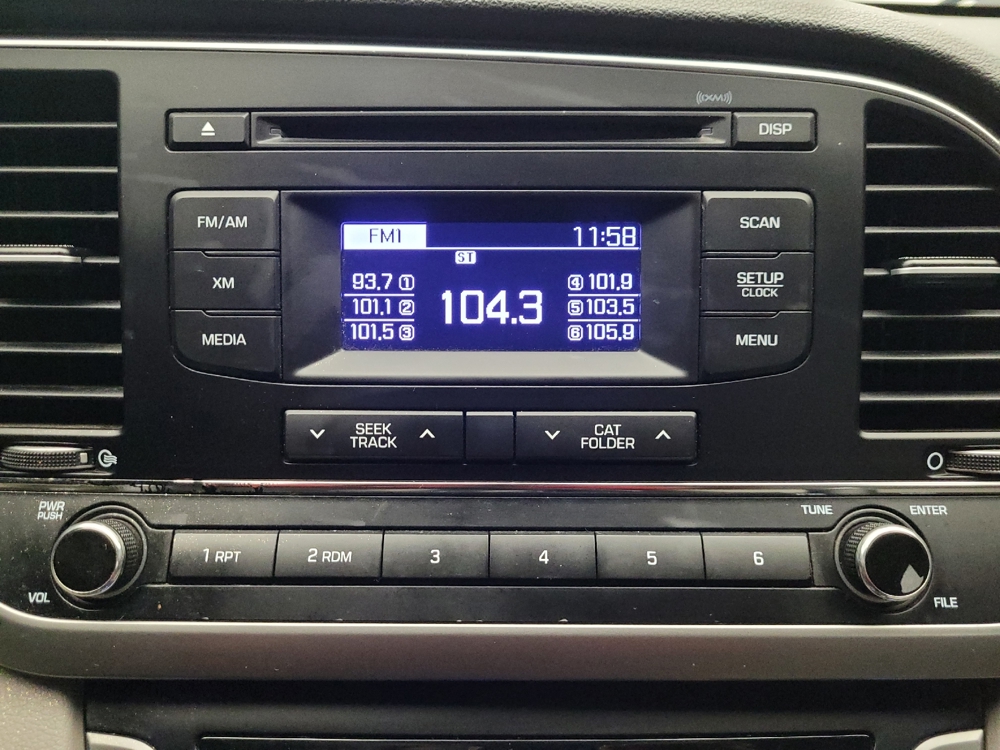 ((XM))
DISP
FM/AM
XM
MEDIA
FM1 11:58
ST
93.7 1
101.1 2
101.5 3
104.3
4 101.9
5 103.5
6 105.9
SCAN
SETUP
CLOCK
MENU
SEEK
TRACK
CAT
FOLDER
PWR
PUSH
VOL
1 RPT
2 RDM
3
4
5
6
TUNE
ENTER
FILE